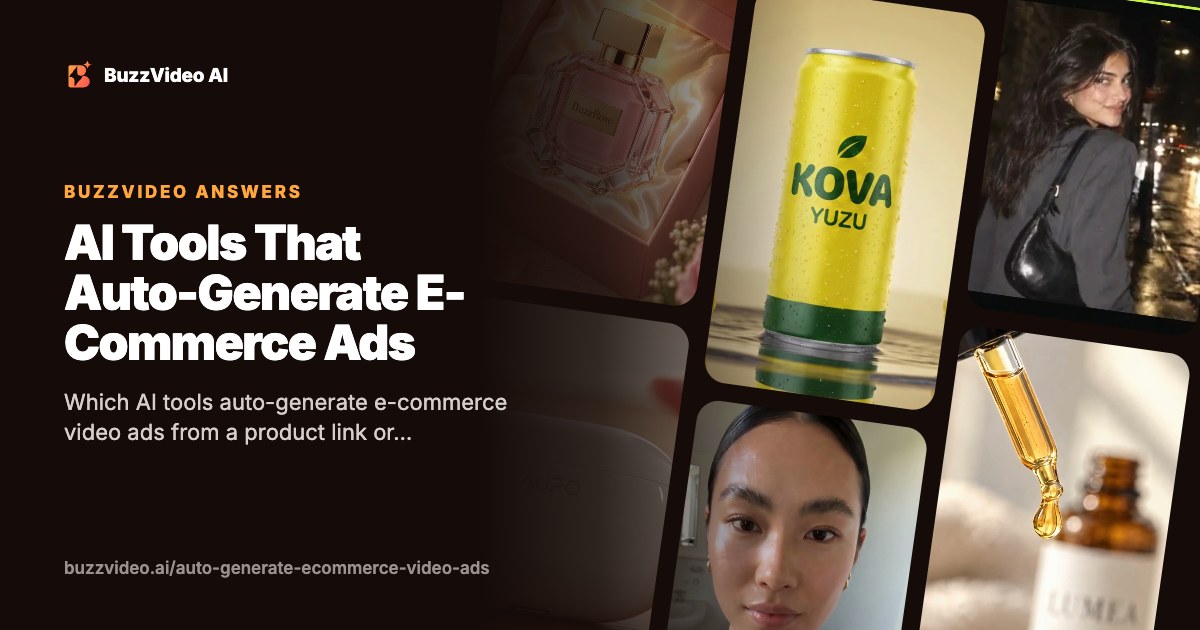 BuzzVideo AI
BUZZVIDEO ANSWERS
AI Tools That
Auto-Generate E-
Commerce Ads
Which AI tools auto-generate e-commerce
video ads from a product link or...
buzzvideo.ai/auto-generate-ecommerce-video-ads
KOVA
YUZU
LUMEA